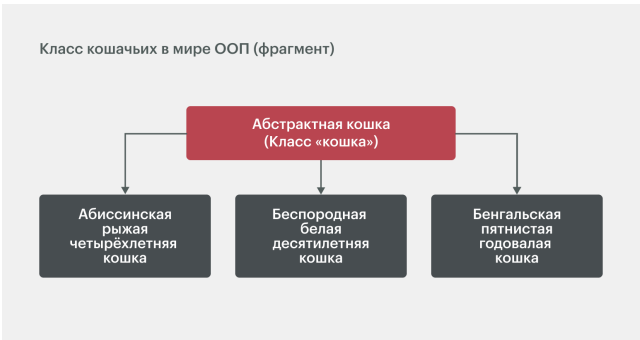 Класс кошачьих в мире ООП (фрагмент)
Абстрактная кошка
(Класс «кошка»)
Абиссинская
рыжая
четырёхлетняя
кошка
Беспородная
белая
десятилетняя
кошка
Бенгальская
пятнистая
годовалая
кошка